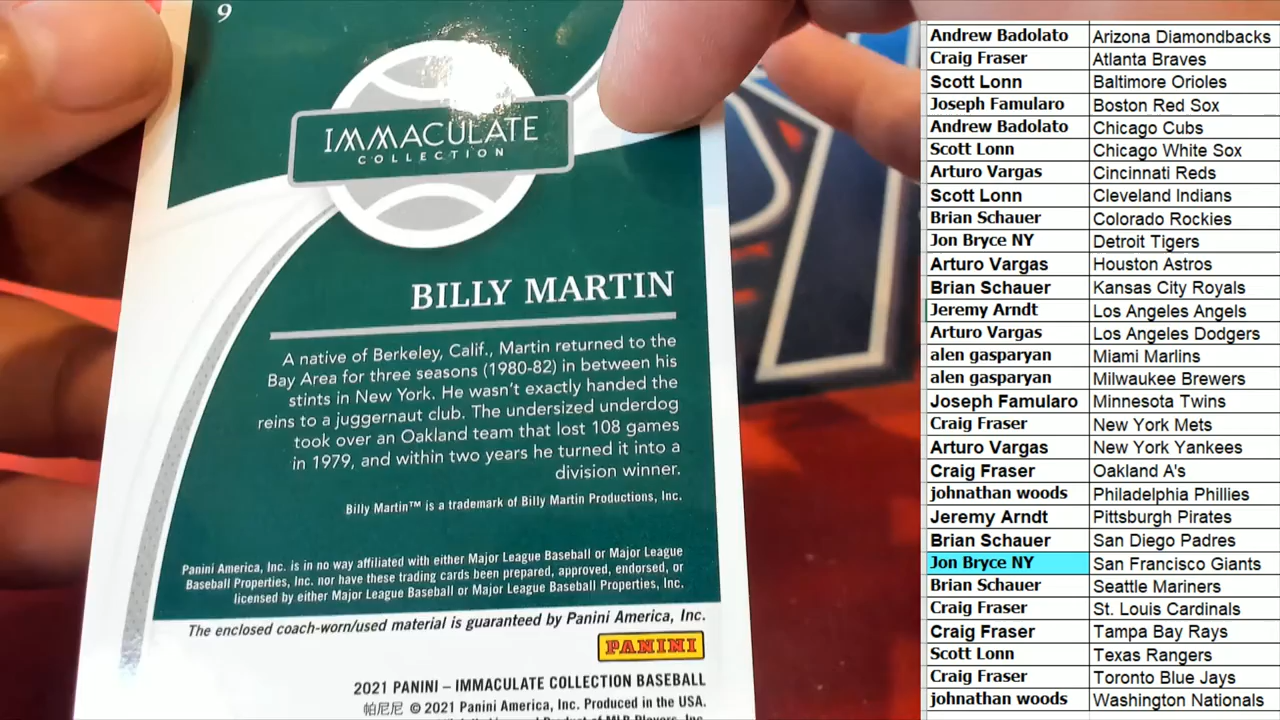 9
IMMACULATE
COLLECTION
BILLY MARTIN
A native of Berkeley, Calif., Martin returned to the
Bay Area for three seasons (1980-82) in between his
stints in New York. He wasn't exactly handed the
reins to a juggernaut club. The undersized underdog
took over an Oakland team that lost 108 games
in 1979, and within two years he turned it into a
division winner.
Billy Martin™ is a trademark of Billy Martin Productions, Inc.
Panini America, Inc. is in no way affiliated with either Major League Baseball or Major League
Baseball Properties, Inc. nor have these trading cards been prepared, approved, endorsed, or
licensed by either Major League Baseball or Major League Baseball Properties, Inc.
The enclosed coach-worn/used material is guaranteed by Panini America, Inc.
PANINI
2021 PANINI – IMMACULATE COLLECTION BASEBALL
帕尼尼 © 2021 Panini America, Inc. Produced in the USA.
Andrew Badolato Arizona Diamondbacks
Craig Fraser Atlanta Braves
Scott Lonn Baltimore Orioles
Joseph Famularo Boston Red Sox
Andrew Badolato Chicago Cubs
Scott Lonn Chicago White Sox
Arturo Vargas Cincinnati Reds
Scott Lonn Cleveland Indians
Brian Schauer Colorado Rockies
Jon Bryce NY Detroit Tigers
Arturo Vargas Houston Astros
Brian Schauer Kansas City Royals
Jeremy Arndt Los Angeles Angels
Arturo Vargas Los Angeles Dodgers
alen gasparyan Miami Marlins
alen gasparyan Milwaukee Brewers
Joseph Famularo Minnesota Twins
Craig Fraser New York Mets
Arturo Vargas New York Yankees
Craig Fraser Oakland A's
johnathan woods Philadelphia Phillies
Jeremy Arndt Pittsburgh Pirates
Brian Schauer San Diego Padres
Jon Bryce NY San Francisco Giants
Brian Schauer Seattle Mariners
Craig Fraser St. Louis Cardinals
Craig Fraser Tampa Bay Rays
Scott Lonn Texas Rangers
Craig Fraser Toronto Blue Jays
johnathan woods Washington Nationals